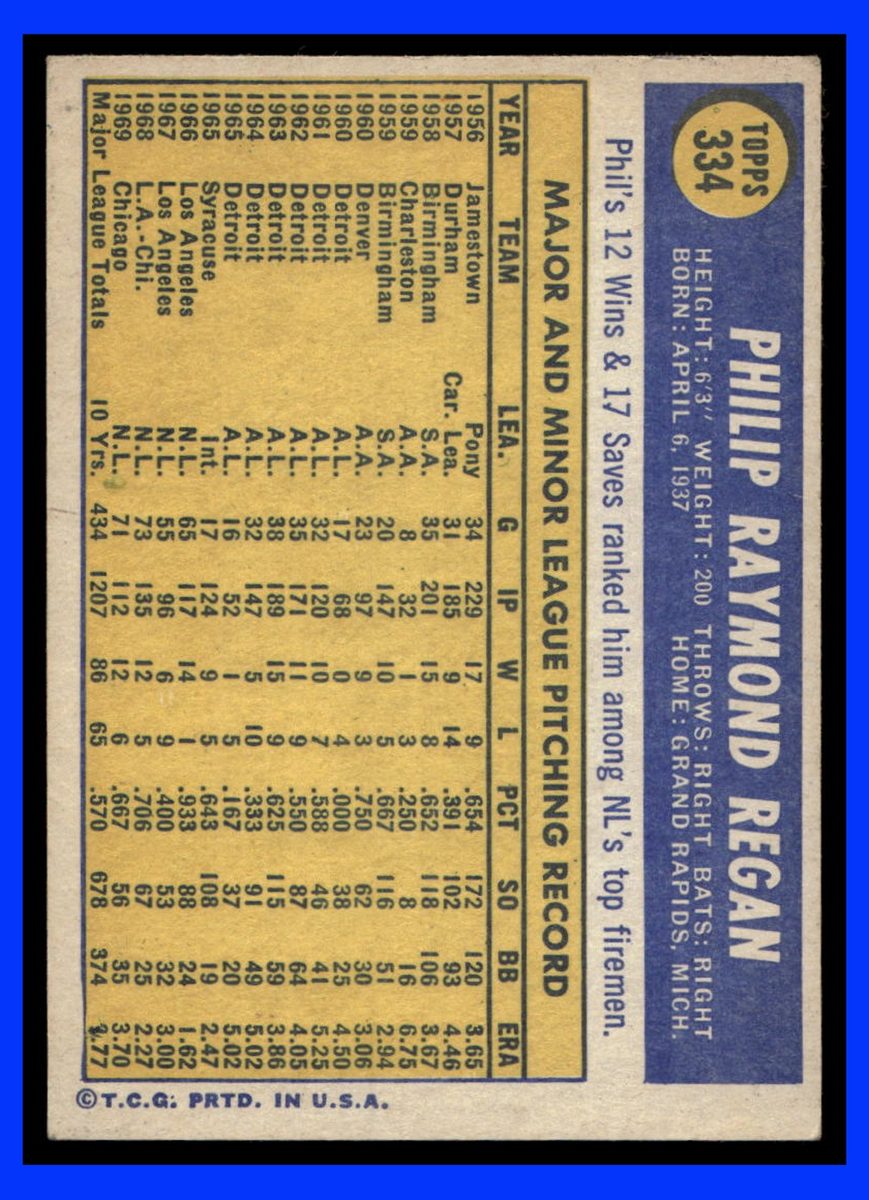 TOPPS
334
PHILIP RAYMOND REGAN
HEIGHT: 6'3" WEIGHT: 200 THROWS: RIGHT BATS: RIGHT
BORN: APRIL 6, 1937 HOME: GRAND RAPIDS, MICH.
Phil's 12 Wins & 17 Saves ranked him among NL's top firemen.
MAJOR AND MINOR LEAGUE PITCHING RECORD
YEAR TEAM LEA. G IP W L PCT SO BB ERA
1956 Jamestown Pony 34 229 17 9 .654 172 120 3.65
1957 Durham Car. Lea. 31 185 9 14 .391 102 93 4.46
1958 Birmingham S.A. 35 201 15 8 .652 118 106 3.67
1959 Charleston A.A. 8 32 1 3 .250 8 16 6.75
1959 Birmingham S.A. 20 147 10 5 .667 116 51 2.94
1960 Denver A.A. 23 97 9 3 .750 62 30 3.06
1960 Detroit A.L. 17 68 0 4 .000 38 25 4.50
1961 Detroit A.L. 32 120 10 7 .588 46 41 5.25
1962 Detroit A.L. 35 171 11 9 .550 87 64 4.05
1963 Detroit A.L. 38 189 15 9 .625 115 59 3.86
1964 Detroit A.L. 32 147 5 10 .333 91 49 5.02
1965 Detroit A.L. 16 52 1 5 .167 37 20 5.02
1965 Syracuse Int. 17 124 9 5 .643 108 19 2.47
1966 Los Angeles N.L. 65 117 14 1 .933 88 24 1.62
1967 Los Angeles N.L. 55 96 6 9 .400 53 32 3.00
1968 L.A.-Chi. N.L. 73 135 12 5 .706 67 25 2.27
1969 Chicago N.L. 71 112 12 6 .667 56 35 3.70
Major League Totals 10 Yrs. 434 1207 86 65 .570 678 374 3.77
©T.C.G. PRTD. IN U.S.A.